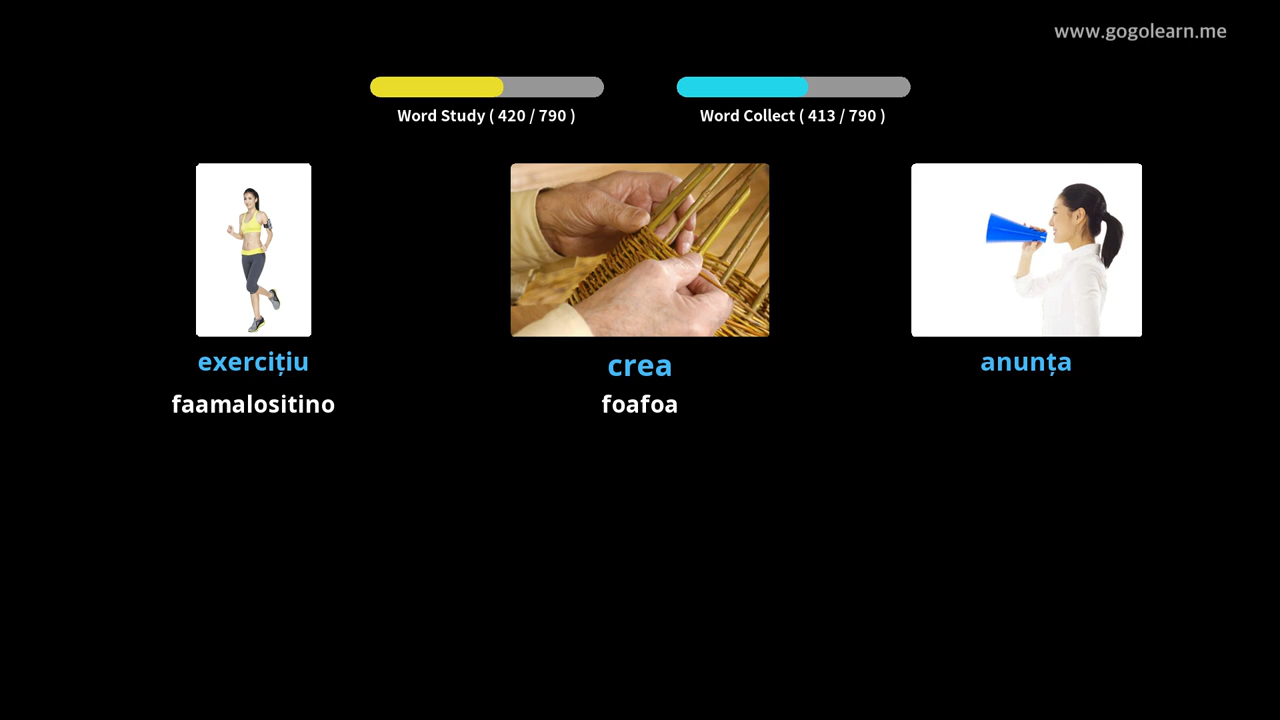 www.gogolearn.me
Word Study ( 420 / 790 )
Word Collect ( 413 / 790 )
exercițiu
crea
anunța
faamalositino
foafoa